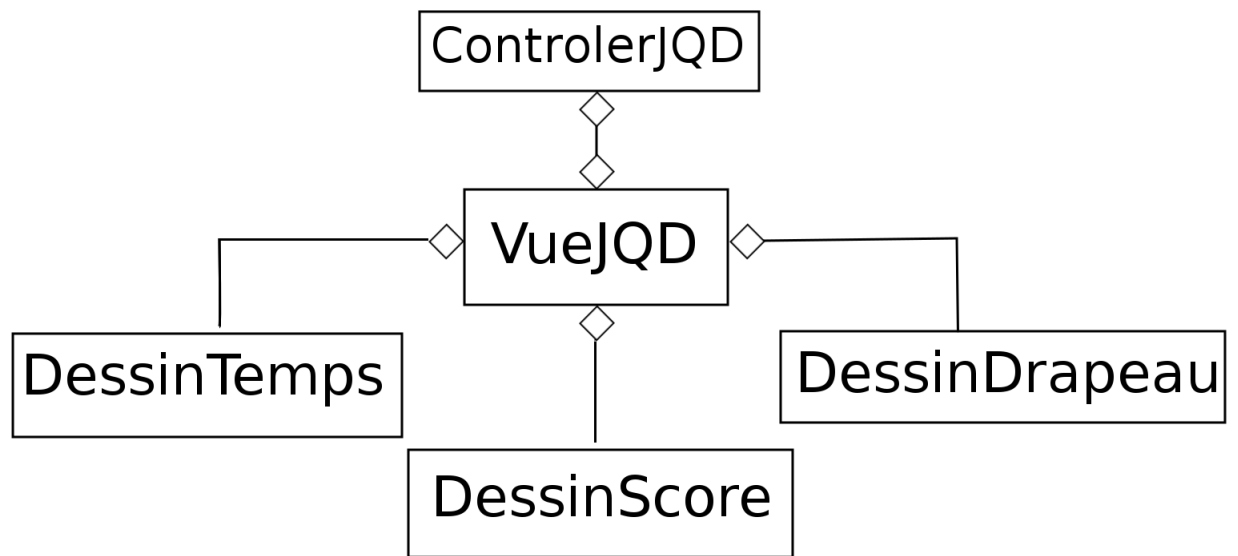 ControlerJQD
VueJQD
DessinTemps
DessinDrapeau
DessinScore